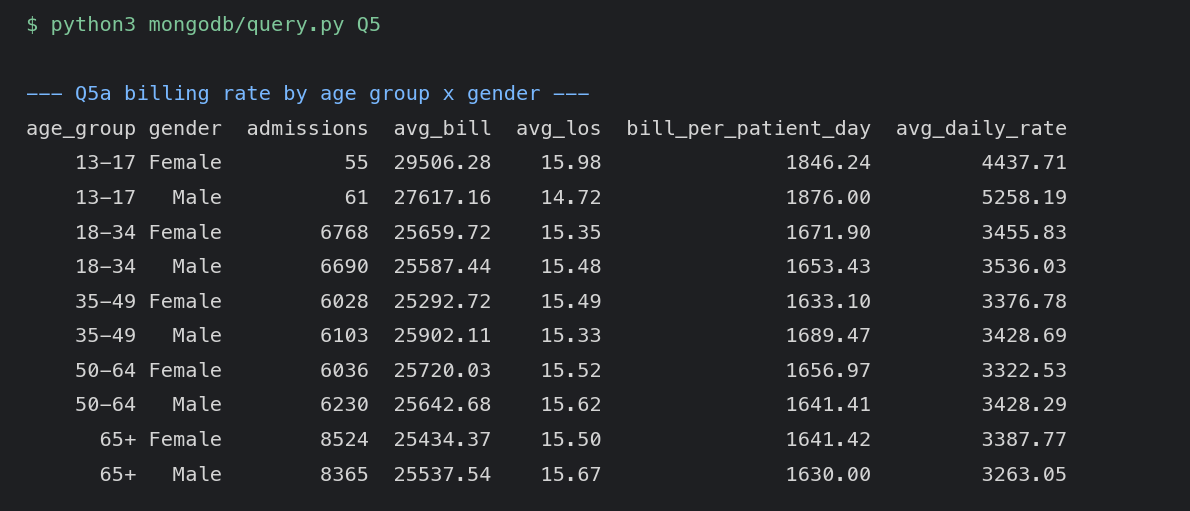 $ python3 mongodb/query.py Q5
--- Q5a billing rate by age group x gender ---
age_group gender  admissions  avg_bill  avg_los  bill_per_patient_day  avg_daily_rate
    13-17 Female          55  29506.28    15.98               1846.24         4437.71
    13-17   Male          61  27617.16    14.72               1876.00         5258.19
    18-34 Female        6768  25659.72    15.35               1671.90         3455.83
    18-34   Male        6690  25587.44    15.48               1653.43         3536.03
    35-49 Female        6028  25292.72    15.49               1633.10         3376.78
    35-49   Male        6103  25902.11    15.33               1689.47         3428.69
    50-64 Female        6036  25720.03    15.52               1656.97         3322.53
    50-64   Male        6230  25642.68    15.62               1641.41         3428.29
      65+ Female        8524  25434.37    15.50               1641.42         3387.77
      65+   Male        8365  25537.54    15.67               1630.00         3263.05